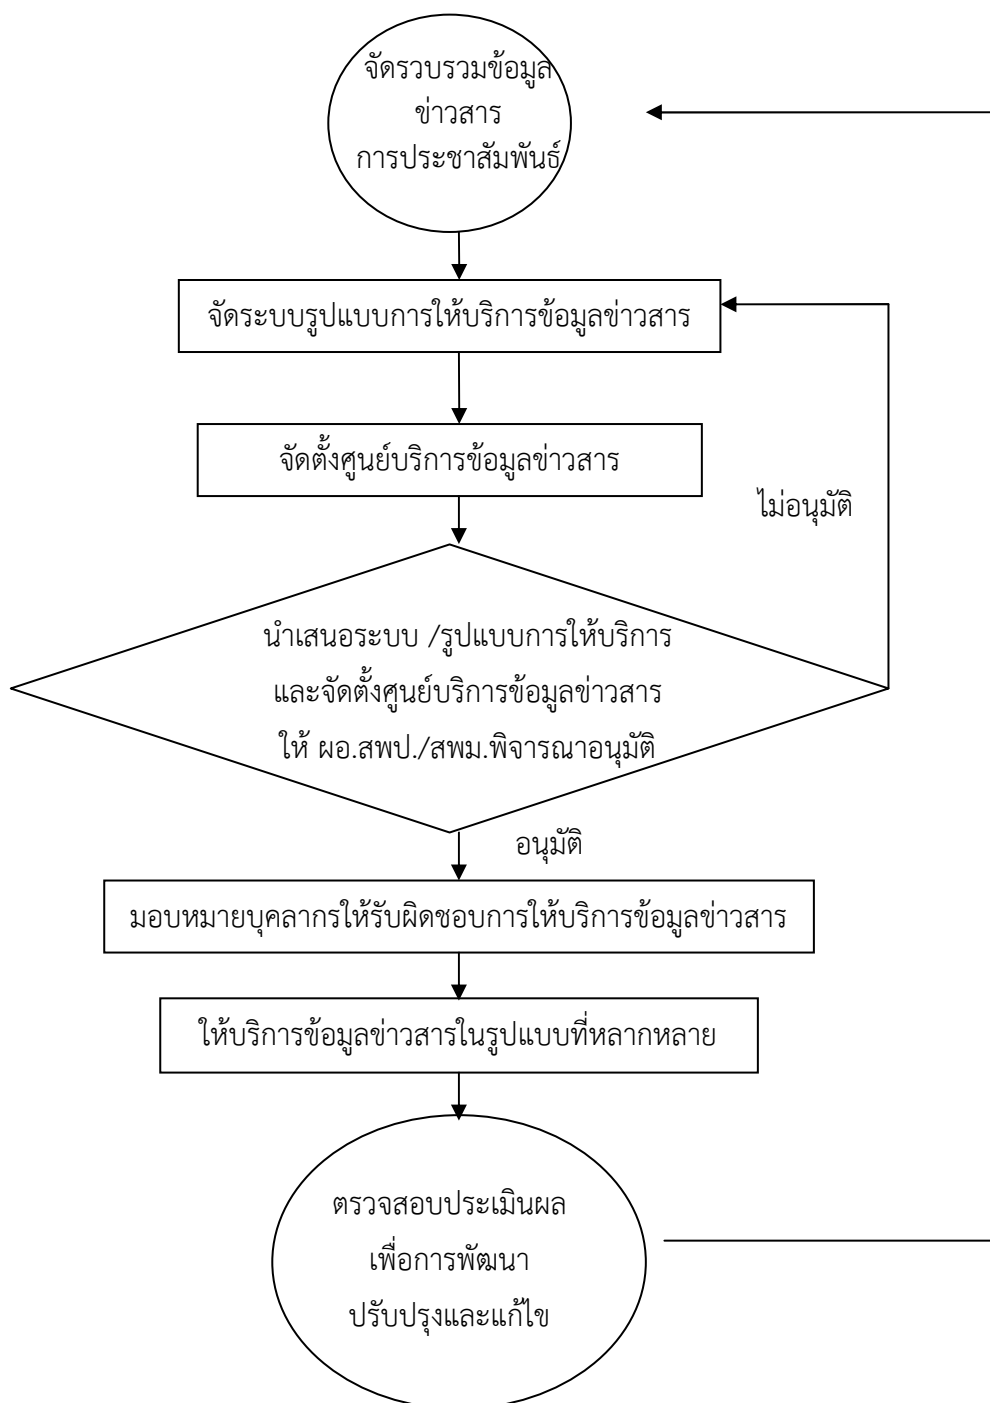 จัดรวบรวมข้อมูล
ข่าวสาร
การประชาสัมพันธ์
จัดระบบรูปแบบการให้บริการข้อมูลข่าวสาร
จัดตั้งศูนย์บริการข้อมูลข่าวสาร
ไม่อนุมัติ
นำเสนอระบบ /รูปแบบการให้บริการ
และจัดตั้งศูนย์บริการข้อมูลข่าวสาร
ให้ ผอ.สพป./สพม.พิจารณาอนุมัติ
อนุมัติ
มอบหมายบุคลากรให้รับผิดชอบการให้บริการข้อมูลข่าวสาร
ให้บริการข้อมูลข่าวสารในรูปแบบที่หลากหลาย
ตรวจสอบประเมินผล
เพื่อการพัฒนา
ปรับปรุงและแก้ไข